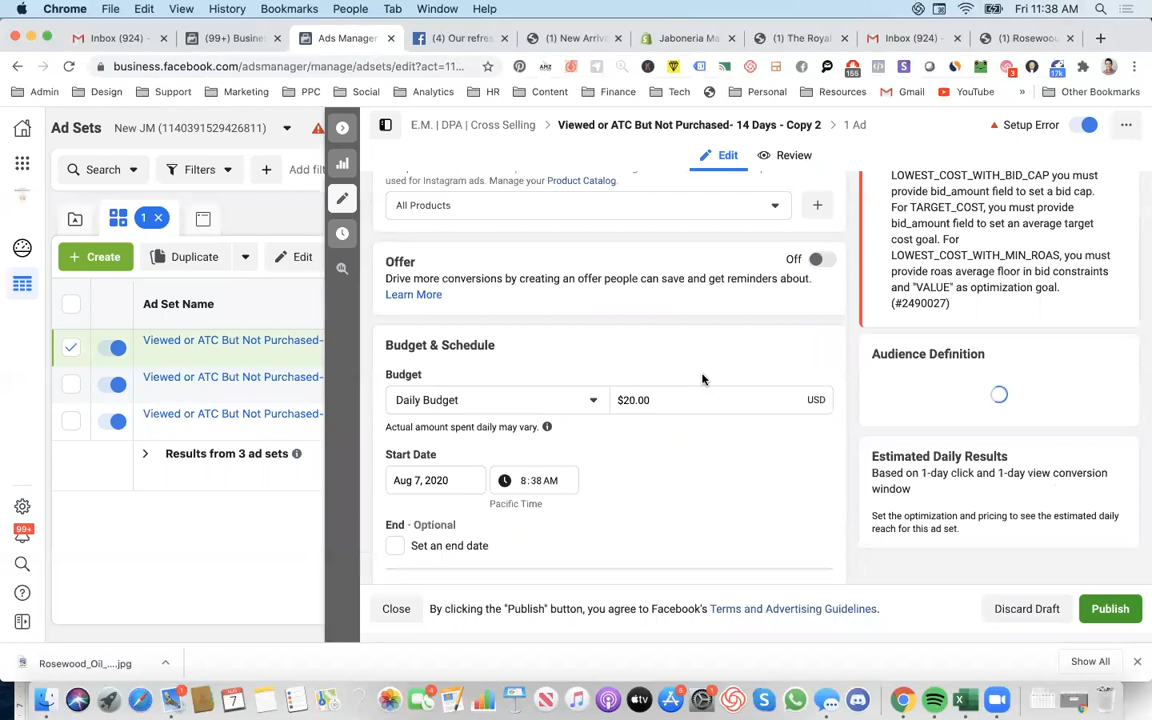 Chrome File Edit View History Bookmarks People Tab Window Help Fri 11:38 AM
Inbox (924) - × (99+) Busine × Ads Manager × (4) Our refre × (1) New Arriva × Jaboneria Ma × (1) The Royal × Inbox (924) - × (1) Rosewoo × +
business.facebook.com/adsmanager/manage/adsets/edit?act=11... 155 3 17k
Admin Design Support Marketing PPC Social Analytics HR Content Finance Tech Personal Resources Gmail YouTube » Other Bookmarks
Ad Sets New JM (1140391529426811)
E.M. | DPA | Cross Selling > Viewed or ATC But Not Purchased- 14 Days - Copy 2 > 1 Ad Setup Error
Edit Review
Search Filters + Add filt
used for Instagram ads. Manage your Product Catalog.
All Products +
1 ×
+ Create Duplicate Edit
Ad Set Name
Viewed or ATC But Not Purchased-
Viewed or ATC But Not Purchased-
Viewed or ATC But Not Purchased-
Results from 3 ad sets
99+
Offer Off
Drive more conversions by creating an offer people can save and get reminders about.
Learn More
Budget & Schedule
Budget
Daily Budget $20.00 USD
Actual amount spent daily may vary.
Start Date
Aug 7, 2020 8:38 AM
Pacific Time
End · Optional
Set an end date
LOWEST_COST_WITH_BID_CAP you must
provide bid_amount field to set a bid cap.
For TARGET_COST, you must provide
bid_amount field to set an average target
cost goal. For
LOWEST_COST_WITH_MIN_ROAS, you must
provide roas average floor in bid constraints
and "VALUE" as optimization goal.
(#2490027)
Audience Definition
Estimated Daily Results
Based on 1-day click and 1-day view conversion
window
Set the optimization and pricing to see the estimated daily
reach for this ad set.
Close By clicking the "Publish" button, you agree to Facebook's Terms and Advertising Guidelines. Discard Draft Publish
Rosewood_Oil_....jpg Show All ×